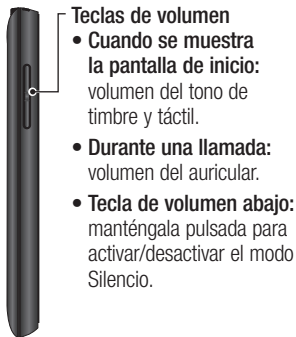 Teclas de volumen
• Cuando se muestra
la pantalla de inicio:
volumen del tono de
timbre y táctil.
• Durante una llamada:
volumen del auricular.
• Tecla de volumen abajo:
manténgala pulsada para
activar/desactivar el modo
Silencio.